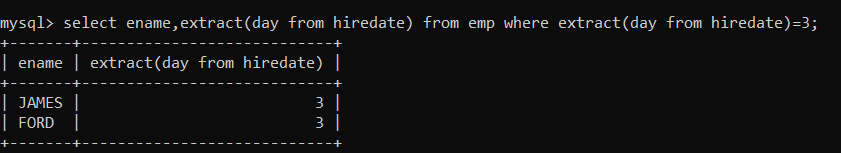 mysql> select ename,extract(day from hiredate) from emp where extract(day from hiredate)=3;
+-------+----------------------------+
| ename | extract(day from hiredate) |
+-------+----------------------------+
| JAMES |                          3 |
| FORD  |                          3 |
+-------+----------------------------+